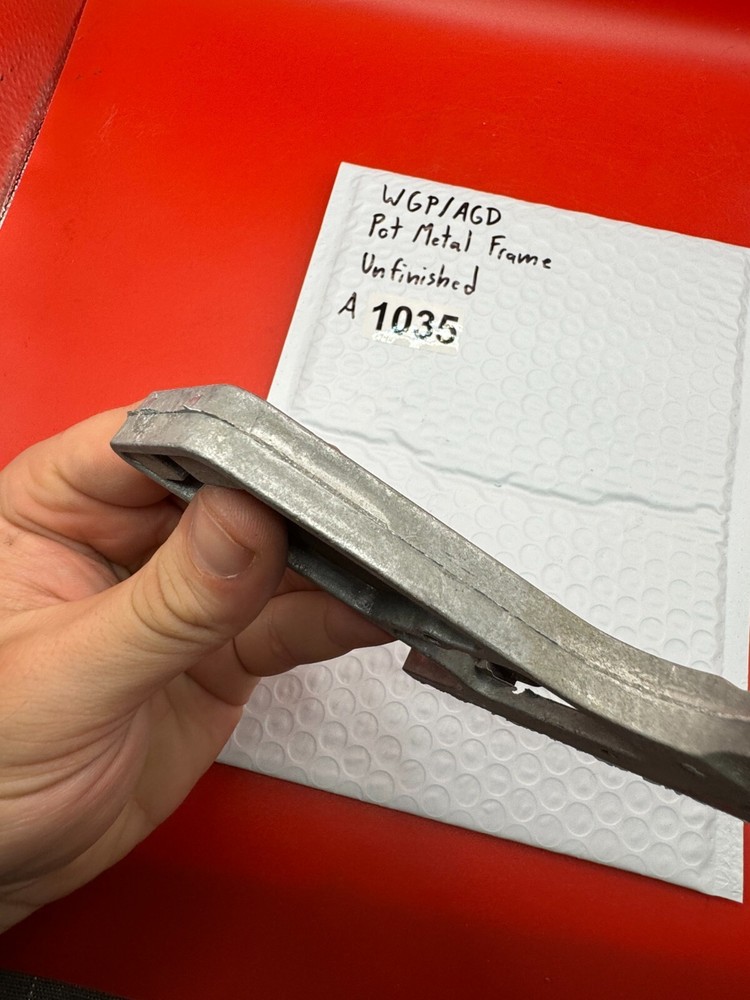 WGP/AGD
Pot Metal Frame
Unfinished
A 1035